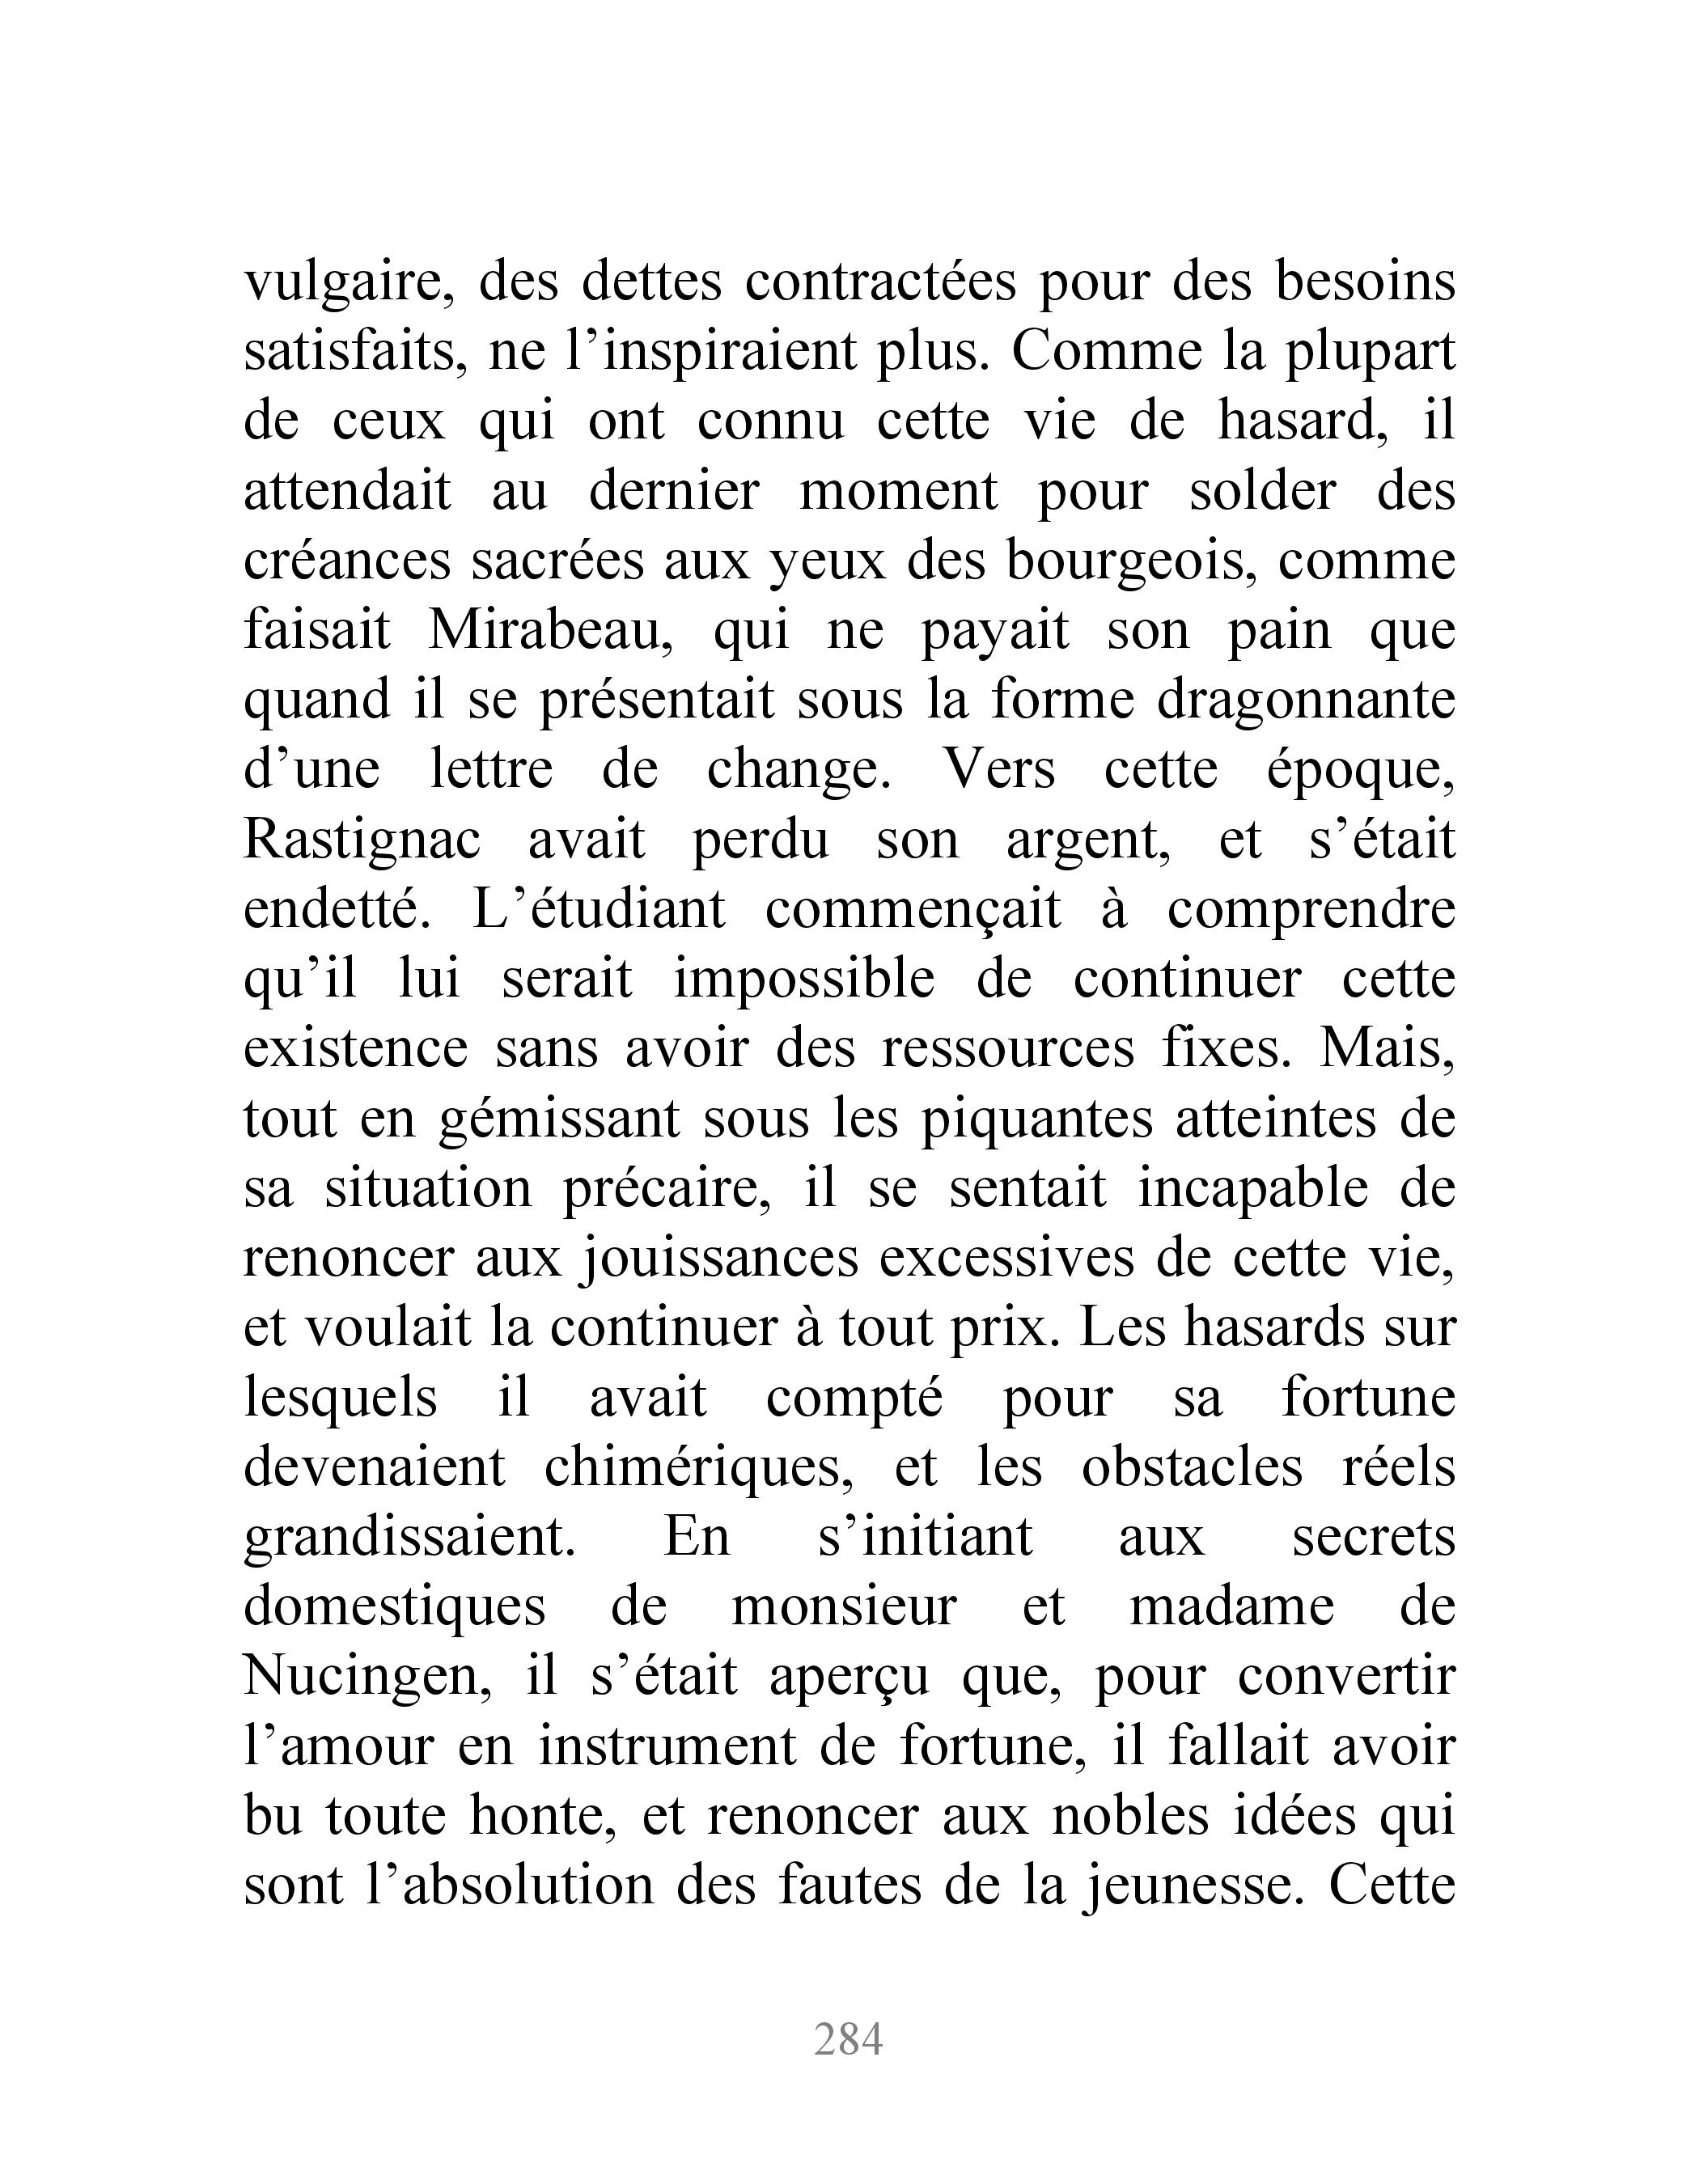 vulgaire, des dettes contractées pour des besoins
satisfaits, ne l’inspiraient plus. Comme la plupart
de ceux qui ont connu cette vie de hasard, il
attendait au dernier moment pour solder des
créances sacrées aux yeux des bourgeois, comme
faisait Mirabeau, qui ne payait son pain que
quand il se présentait sous la forme dragonnante
d’une lettre de change. Vers cette époque,
Rastignac avait perdu son argent, et s’était
endetté. L’étudiant commençait à comprendre
qu’il lui serait impossible de continuer cette
existence sans avoir des ressources fixes. Mais,
tout en gémissant sous les piquantes atteintes de
sa situation précaire, il se sentait incapable de
renoncer aux jouissances excessives de cette vie,
et voulait la continuer à tout prix. Les hasards sur
lesquels il avait compté pour sa fortune
devenaient chimériques, et les obstacles réels
grandissaient. En s’initiant aux secrets
domestiques de monsieur et madame de
Nucingen, il s’était aperçu que, pour convertir
l’amour en instrument de fortune, il fallait avoir
bu toute honte, et renoncer aux nobles idées qui
sont l’absolution des fautes de la jeunesse. Cette
284